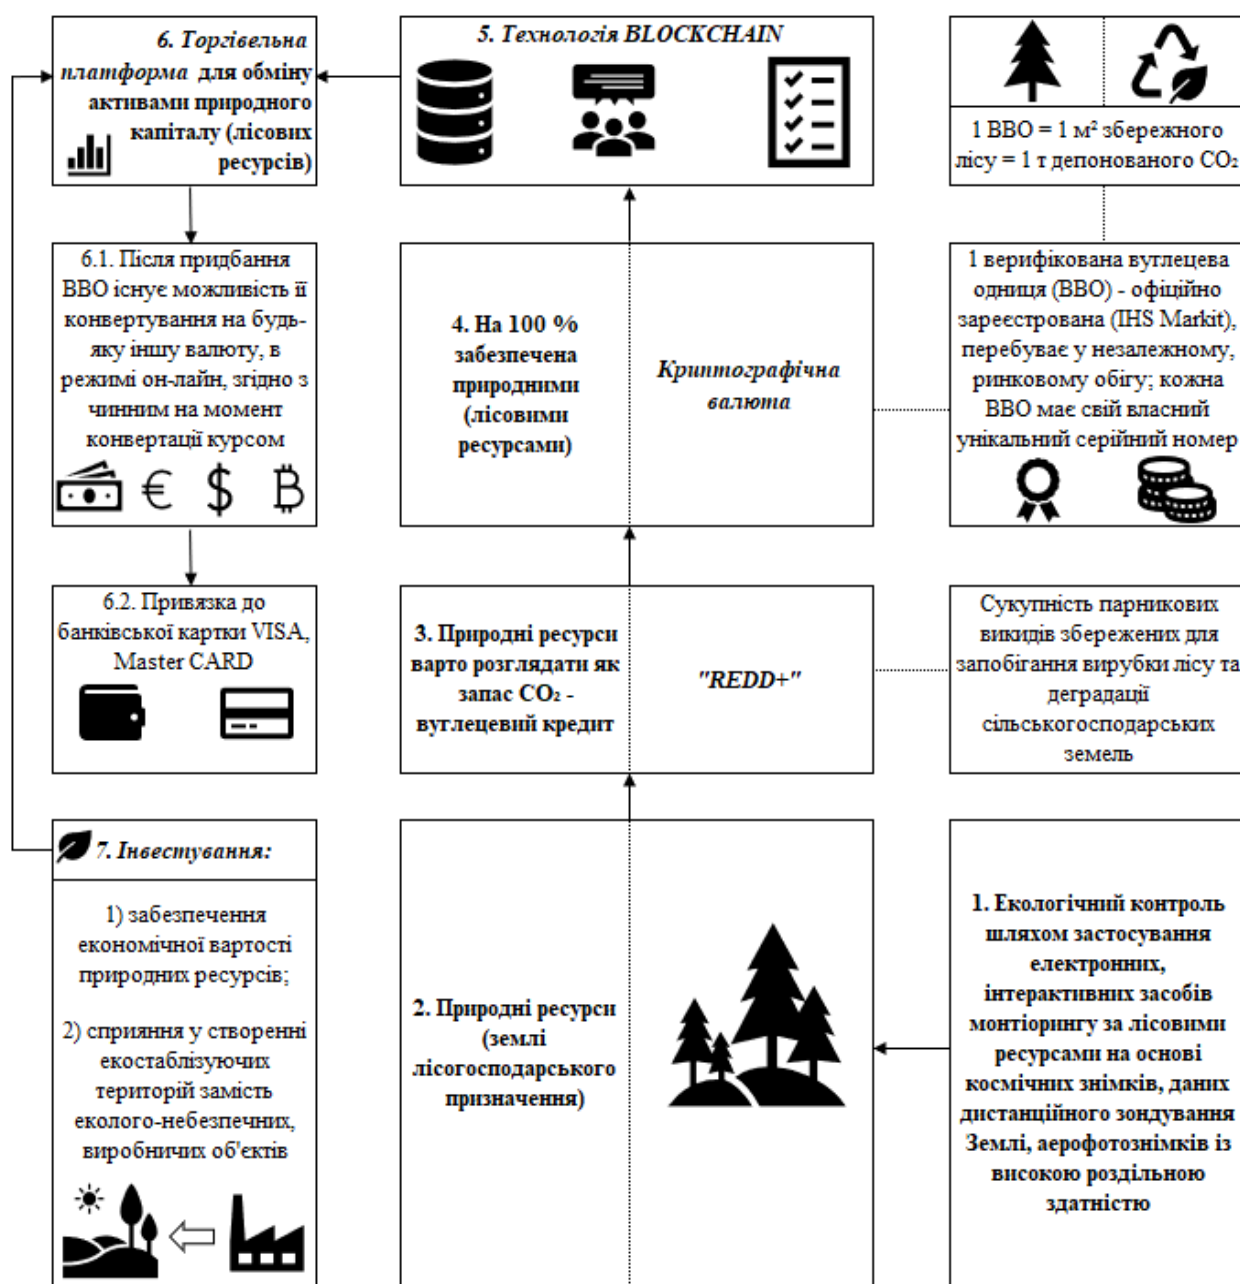 6. Торгівельна
платформа для обміну
активами природного
капіталу (лісових
ресурсів)
5. Технологія BLOCKCHAIN
1 ВВО = 1 м² збережного
лісу = 1 т депонованого CO₂
6.1. Після придбання
ВВО існує можливість її
конвертування на будь-
яку іншу валюту, в
режимі он-лайн, згідно з
чинним на момент
конвертації курсом
€ $ ₿
4. На 100 %
забезпечена
природними
(лісовими
ресурсами)
Криптографічна
валюта
1 верифікована вуглецева
одниця (ВВО) - офіційно
зареєстрована (IHS Markit),
перебуває у незалежному,
ринковому обігу; кожна
ВВО має свій власний
унікальний серійний номер
6.2. Привязка до
банківської картки VISA,
Master CARD
3. Природні ресурси
варто розглядати як
запас CO₂ -
вуглецевий кредит
"REDD+"
Сукупність парникових
викидів збережених для
запобігання вирубки лісу та
деградації
сільськогосподарських
земель
7. Інвестування:
1) забезпечення
економічної вартості
природних ресурсів;
2) сприяння у створенні
екостаблізуючих
територій замість
еколого-небезпечних,
виробничих об'єктів
2. Природні ресурси
(землі
лісогосподарського
призначення)
1. Екологічний контроль
шляхом застосування
електронних,
інтерактивних засобів
монтіорингу за лісовими
ресурсами на основі
космічних знімків, даних
дистанційного зондування
Землі, аерофотознімків із
високою роздільною
здатністю